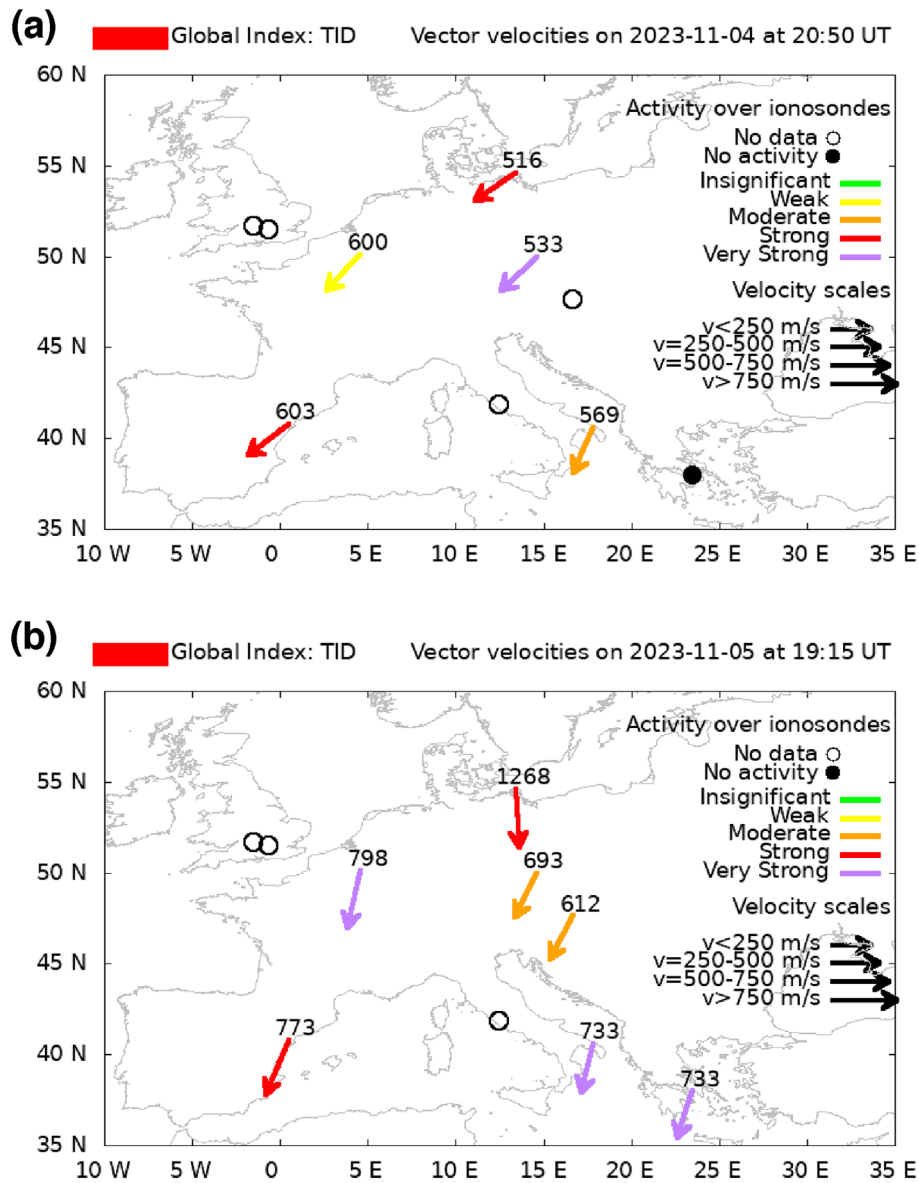 (a)
Global Index: TID Vector velocities on 2023-11-04 at 20:50 UT
60 N
Activity over ionosondes
No data
55 N
516
No activity
Insignificant
Weak
Moderate
Strong
50 N
600
533
Very Strong
Velocity scales
v<250 m/s
45 N
v=250-500 m/s
v=500-750 m/s
v>750 m/s
603
569
40 N
35 N
10 W 5 W 0 5 E 10 E 15 E 20 E 25 E 30 E 35 E
(b)
Global Index: TID Vector velocities on 2023-11-05 at 19:15 UT
60 N
Activity over ionosondes
No data
55 N
1268
No activity
Insignificant
Weak
Moderate
Strong
50 N
798
693
Very Strong
612
Velocity scales
v<250 m/s
45 N
v=250-500 m/s
v=500-750 m/s
v>750 m/s
773
733
40 N
733
35 N
10 W 5 W 0 5 E 10 E 15 E 20 E 25 E 30 E 35 E